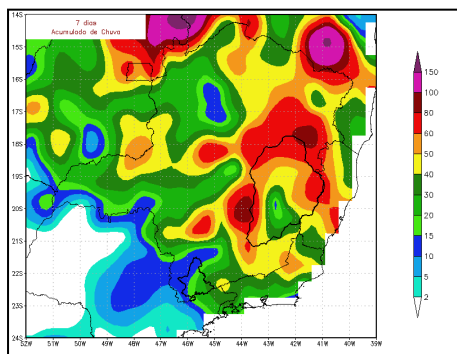 7 dias
Acumulado de Chuva
14S
15S
16S
17S
18S
19S
20S
21S
22S
23S
24S
52W 51W 50W 49W 48W 47W 46W 45W 44W 43W 42W 41W 40W 39W
150
100
80
60
50
40
30
20
15
10
5
2